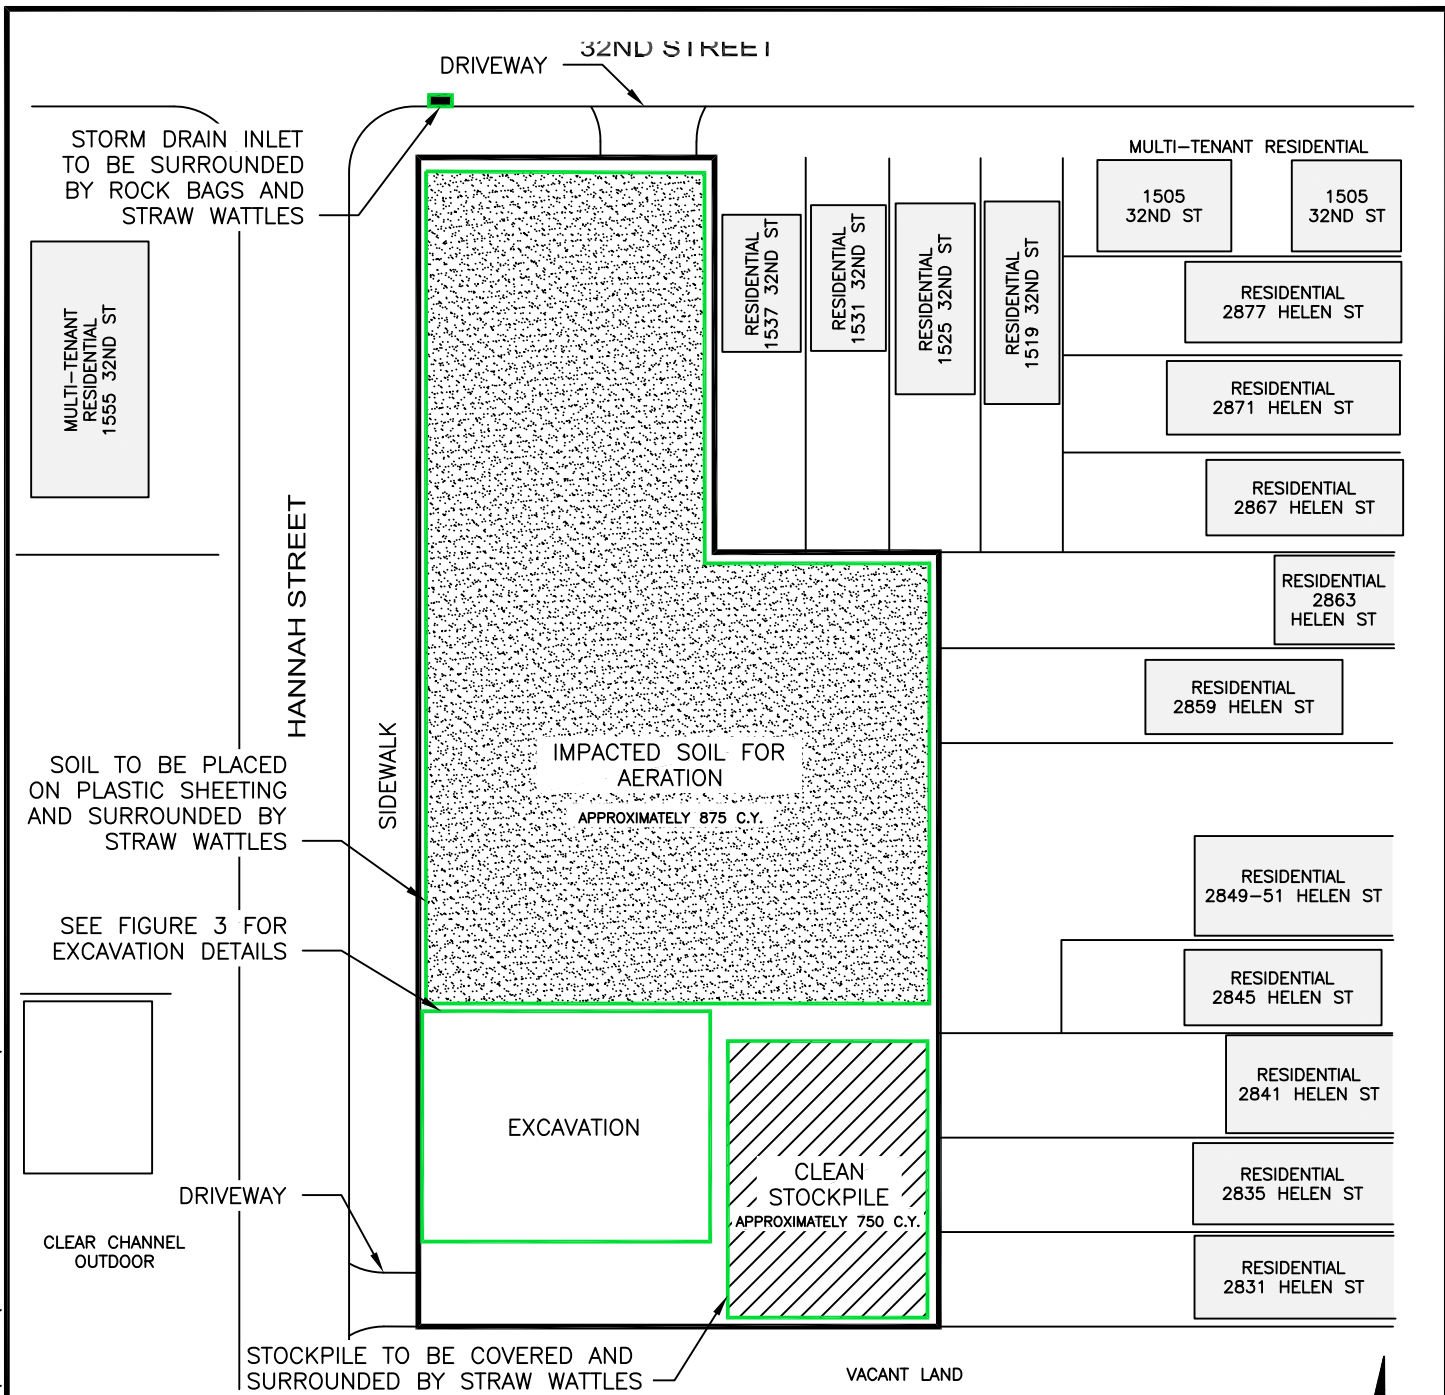 32ND STREET
DRIVEWAY
STORM DRAIN INLET
TO BE SURROUNDED
BY ROCK BAGS AND
STRAW WATTLES
MULTI-TENANT RESIDENTIAL
1505
32ND ST
1505
32ND ST
RESIDENTIAL
1537 32ND ST
RESIDENTIAL
1531 32ND ST
RESIDENTIAL
1525 32ND ST
RESIDENTIAL
1519 32ND ST
RESIDENTIAL
2877 HELEN ST
MULTI-TENANT
RESIDENTIAL
1555 32ND ST
RESIDENTIAL
2871 HELEN ST
RESIDENTIAL
2867 HELEN ST
HANNAH STREET
RESIDENTIAL
2863
HELEN ST
RESIDENTIAL
2859 HELEN ST
SIDEWALK
IMPACTED SOIL FOR
AERATION
APPROXIMATELY 875 C.Y.
SOIL TO BE PLACED
ON PLASTIC SHEETING
AND SURROUNDED BY
STRAW WATTLES
RESIDENTIAL
2849-51 HELEN ST
SEE FIGURE 3 FOR
EXCAVATION DETAILS
RESIDENTIAL
2845 HELEN ST
RESIDENTIAL
2841 HELEN ST
EXCAVATION
CLEAN
STOCKPILE
APPROXIMATELY 750 C.Y.
RESIDENTIAL
2835 HELEN ST
DRIVEWAY
CLEAR CHANNEL
OUTDOOR
RESIDENTIAL
2831 HELEN ST
STOCKPILE TO BE COVERED AND
SURROUNDED BY STRAW WATTLES
VACANT LAND